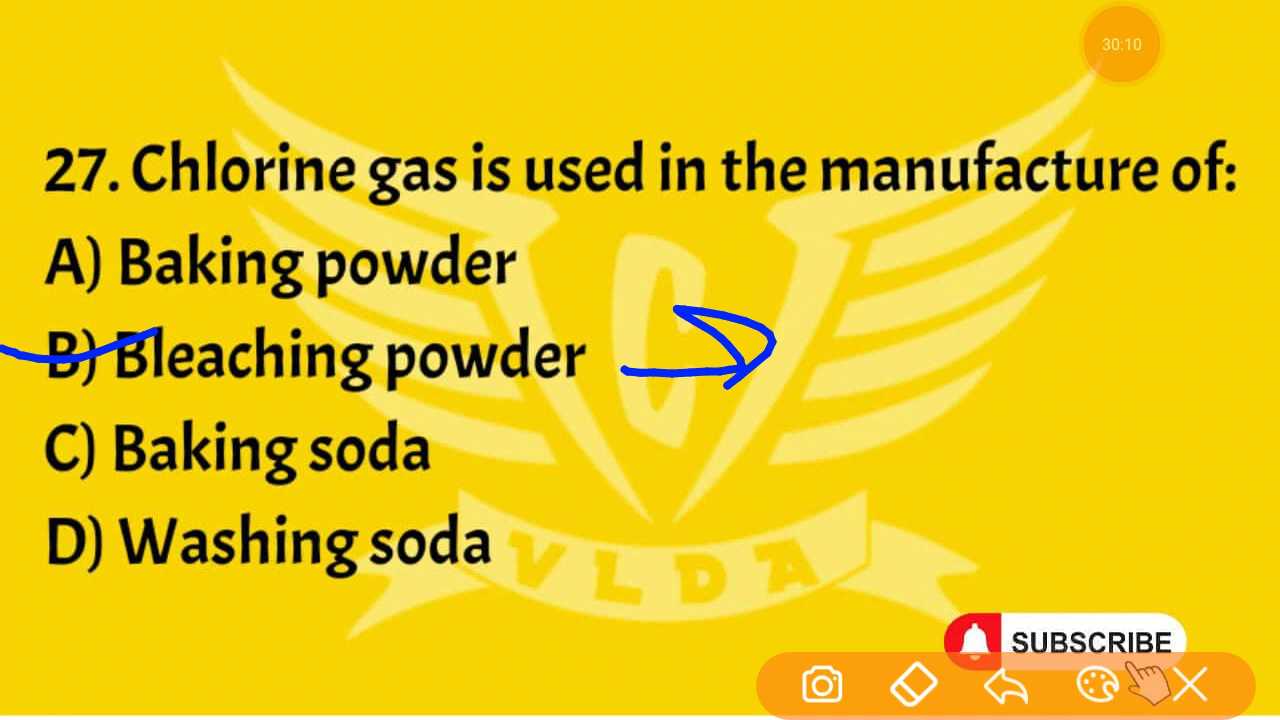 30:10
27. Chlorine gas is used in the manufacture of:
A) Baking powder
B) Bleaching powder
C) Baking soda
D) Washing soda
C
VLDA
SUBSCRIBE